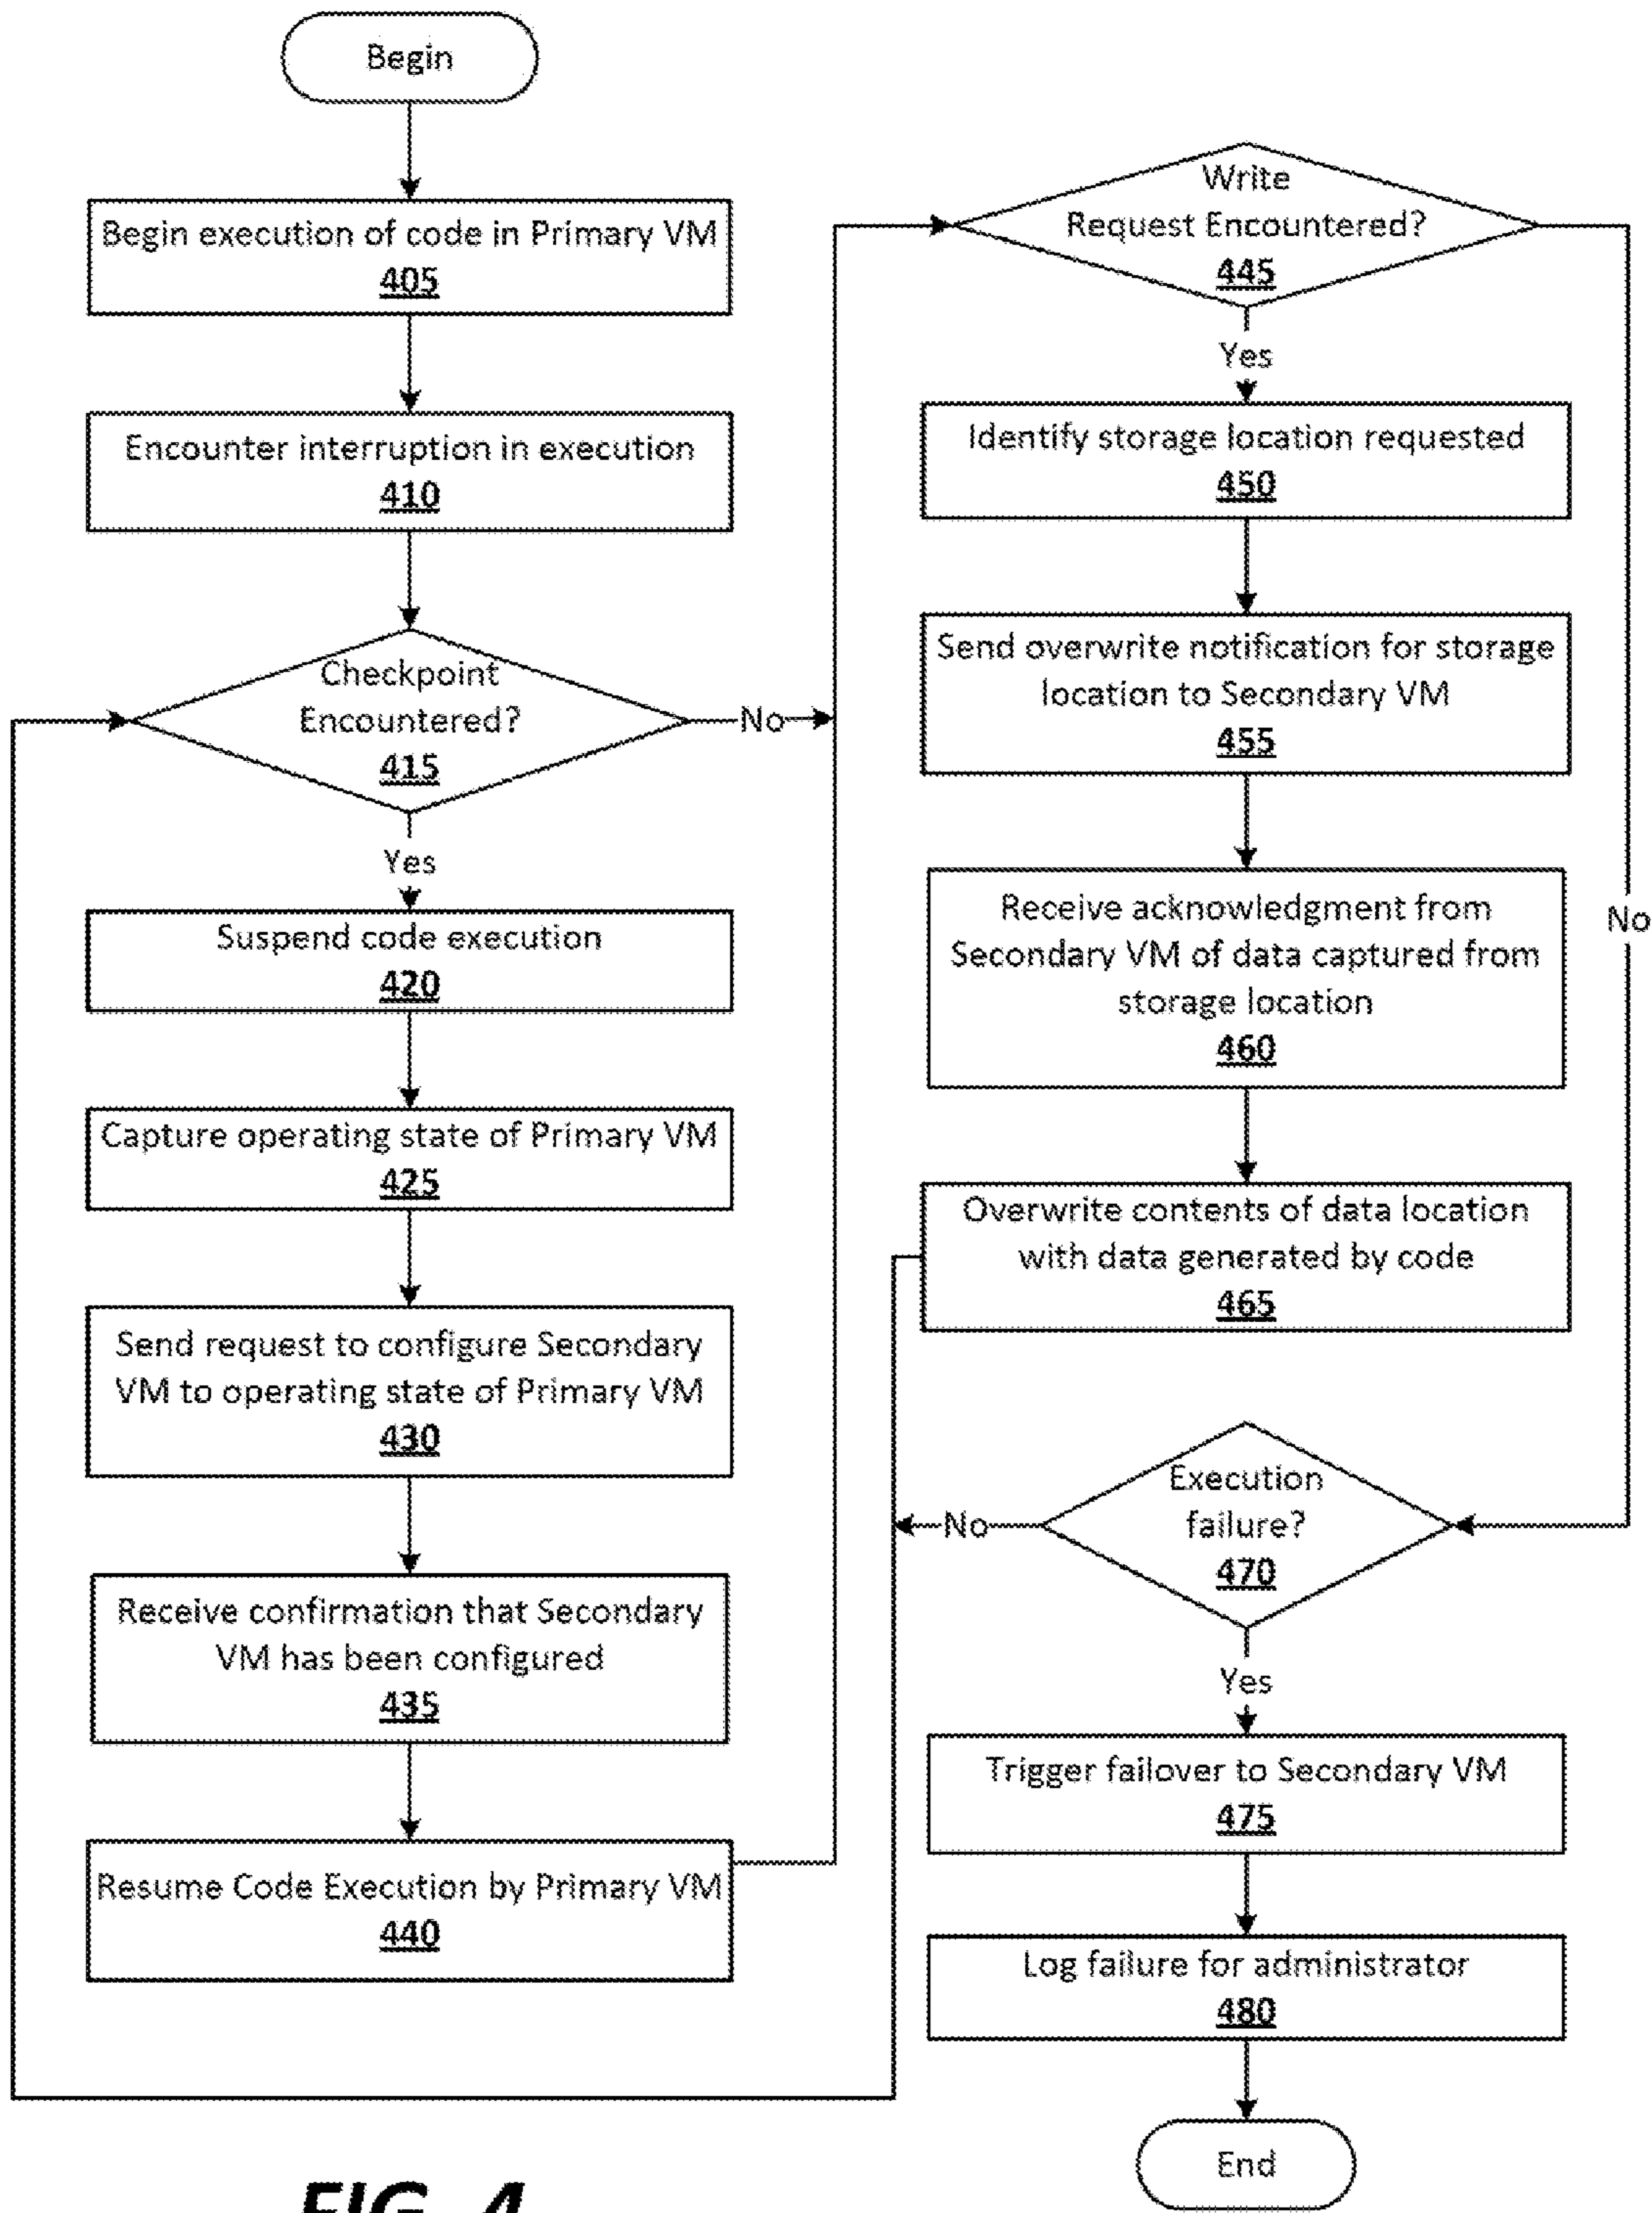 Begin
Begin execution of code in Primary VM
405
Encounter interruption in execution
410
Checkpoint
Encountered?
415
No
Yes
Suspend code execution
420
Capture operating state of Primary VM
425
Send request to configure Secondary
VM to operating state of Primary VM
430
Receive confirmation that Secondary
VM has been configured
435
Resume Code Execution by Primary VM
440
Write
Request Encountered?
445
Yes
No
Identify storage location requested
450
Send overwrite notification for storage
location to Secondary VM
455
Receive acknowledgment from
Secondary VM of data captured from
storage location
460
Overwrite contents of data location
with data generated by code
465
Execution
failure?
470
No
Yes
Trigger failover to Secondary VM
475
Log failure for administrator
480
End
FIG. 4